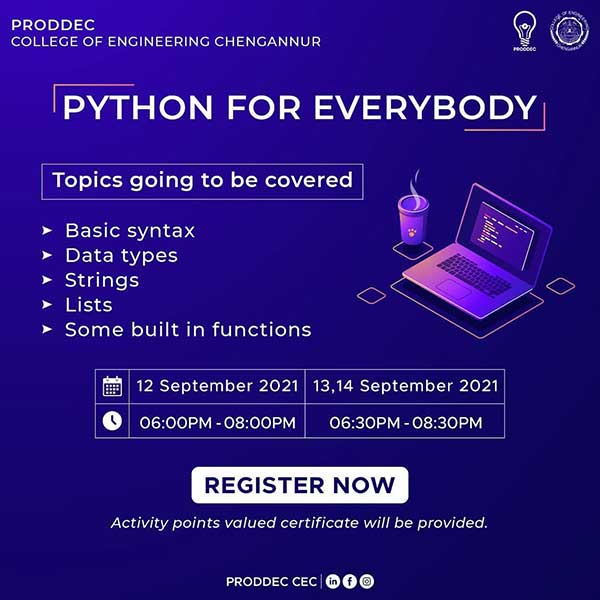 PRODDEC
COLLEGE OF ENGINEERING CHENGANNUR
PRODDEC
PYTHON FOR EVERYBODY
Topics going to be covered
➤ Basic syntax
➤ Data types
➤ Strings
➤ Lists
➤ Some built in functions
12 September 2021 13,14 September 2021
06:00PM - 08:00PM 06:30PM - 08:30PM
REGISTER NOW
Activity points valued certificate will be provided.
PRODDEC CEC | in f